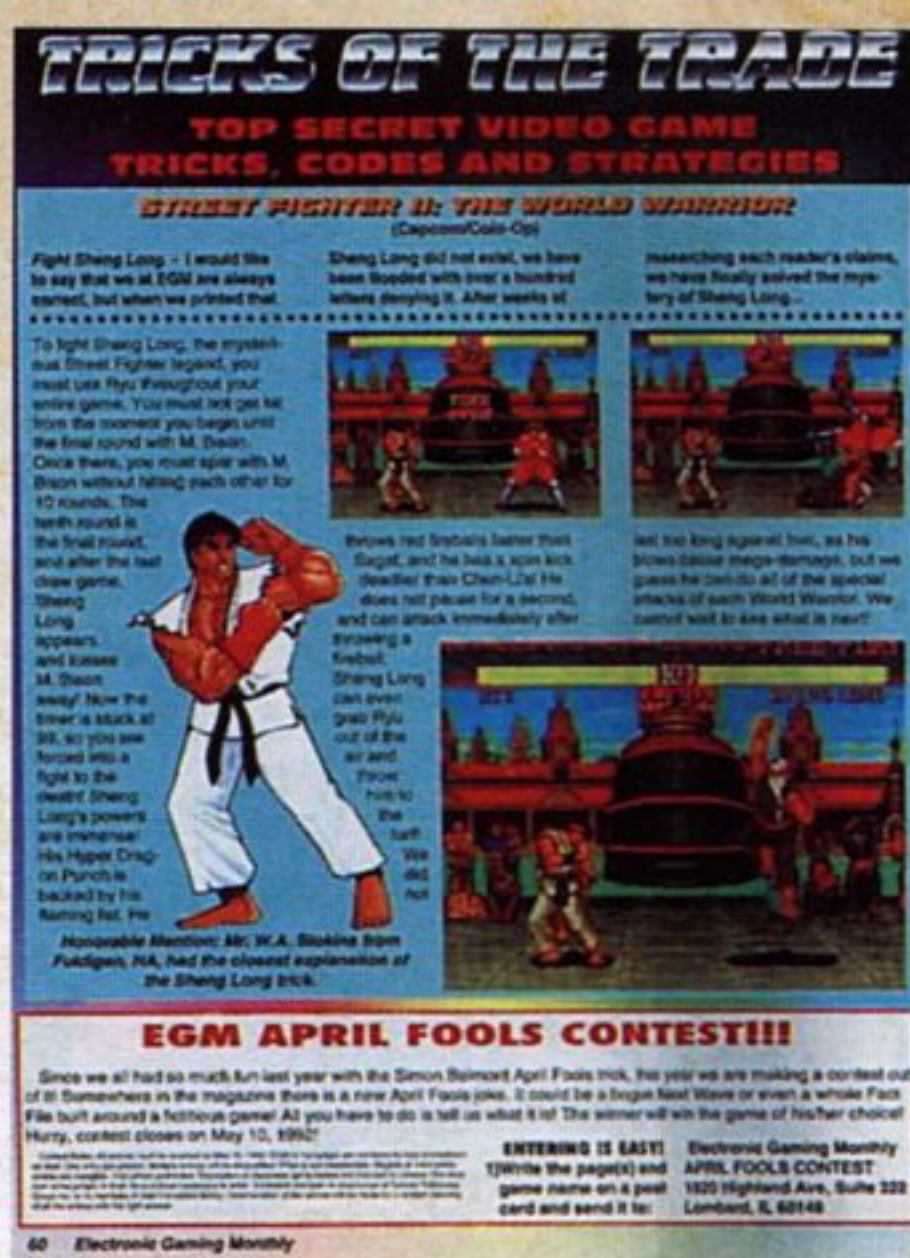 TRICKS OF THE TRADE
TOP SECRET VIDEO GAME
TRICKS, CODES AND STRATEGIES
STREET FIGHTER II: THE WORLD WARRIOR
(Capcom/Coin-Op)
Fight Sheng Long - I would like
to say that we at EGM are always
correct, but when we printed that
Sheng Long did not exist, we have
been flooded with over a hundred
letters denying it. After weeks of
researching each reader's claims,
we have finally solved the mys-
tery of Sheng Long...
To fight Sheng Long, the mysteri-
ous Street Fighter legend, you
must use Ryu throughout your
entire game. You must not get hit
from the moment you begin until
the final round with M. Bison.
Once there, you must spar with M.
Bison without hitting each other for
10 rounds. The
tenth round is
the final round,
and after the last
draw game,
Sheng
Long
appears
and tosses
M. Bison
away! Now the
timer is stuck at
99, so you are
forced into a
fight to the
death! Sheng
Long's powers
are immense!
His Hyper Drag-
on Punch is
backed by his
flaming fist. He
throws red fireballs faster than
Sagat, and he has a spin kick
deadlier than Chun-Li's! He
does not pause for a second,
and can attack immediately after
throwing a
fireball.
Sheng Long
can even
grab Ryu
out of the
air and
throw
him to
the
turf!
We
did
not
last too long against him, as his
blows cause mega-damage, but we
guess he can do all of the special
attacks of each World Warrior. We
cannot wait to see what is next!
Honorable Mention: Mr. W.A. Stokins from
Fuldigen, HA, had the closest explanation of
the Sheng Long trick.
EGM APRIL FOOLS CONTEST!!!
Since we all had so much fun last year with the Simon Belmont April Fools trick, this year we are making a contest out
of it! Somewhere in the magazine there is a new April Fools joke. It could be a bogus Next Wave or even a whole Fact
File built around a fictitious game! All you have to do is tell us what it is! The winner will win the game of his/her choice!
Hurry, contest closes on May 10, 1992!
ENTERING IS EASY!
1) Write the page(s) and
game name on a post
card and send it to:
Electronic Gaming Monthly
APRIL FOOLS CONTEST
1920 Highland Ave, Suite 222
Lombard, IL 60148
60 Electronic Gaming Monthly